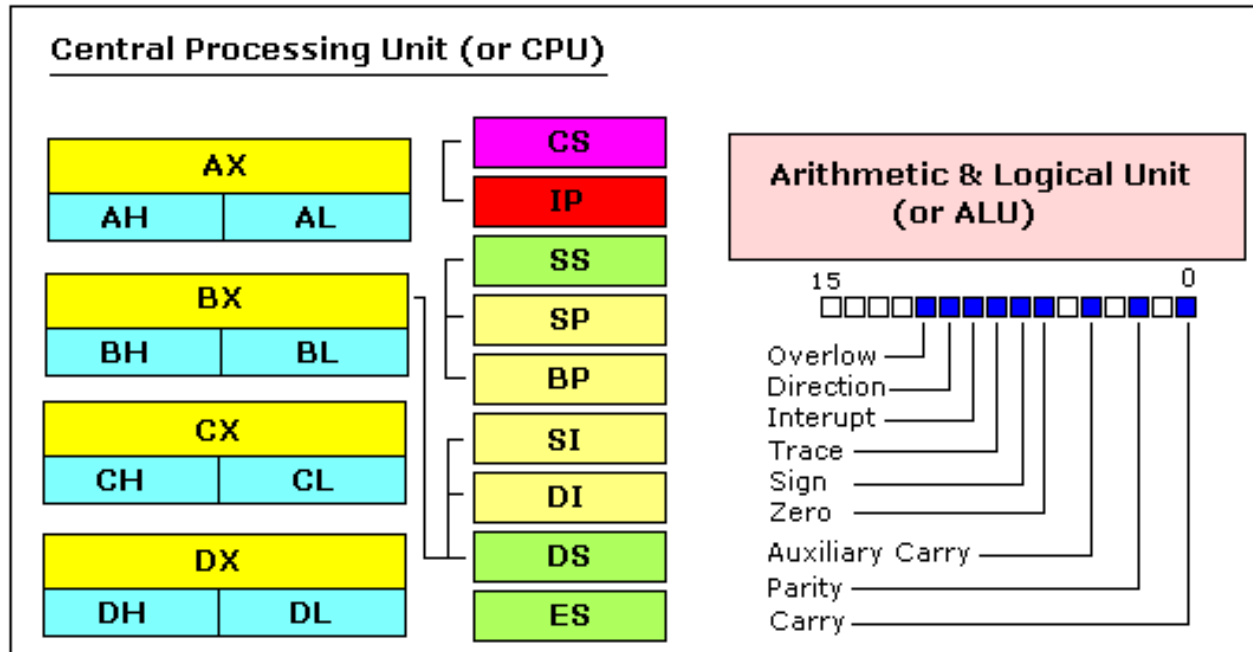 Central Processing Unit (or CPU)
AX
AH AL
BX
BH BL
CX
CH CL
DX
DH DL
CS
IP
SS
SP
BP
SI
DI
DS
ES
Arithmetic & Logical Unit
(or ALU)
15 0
Overlow
Direction
Interupt
Trace
Sign
Zero
Auxiliary Carry
Parity
Carry